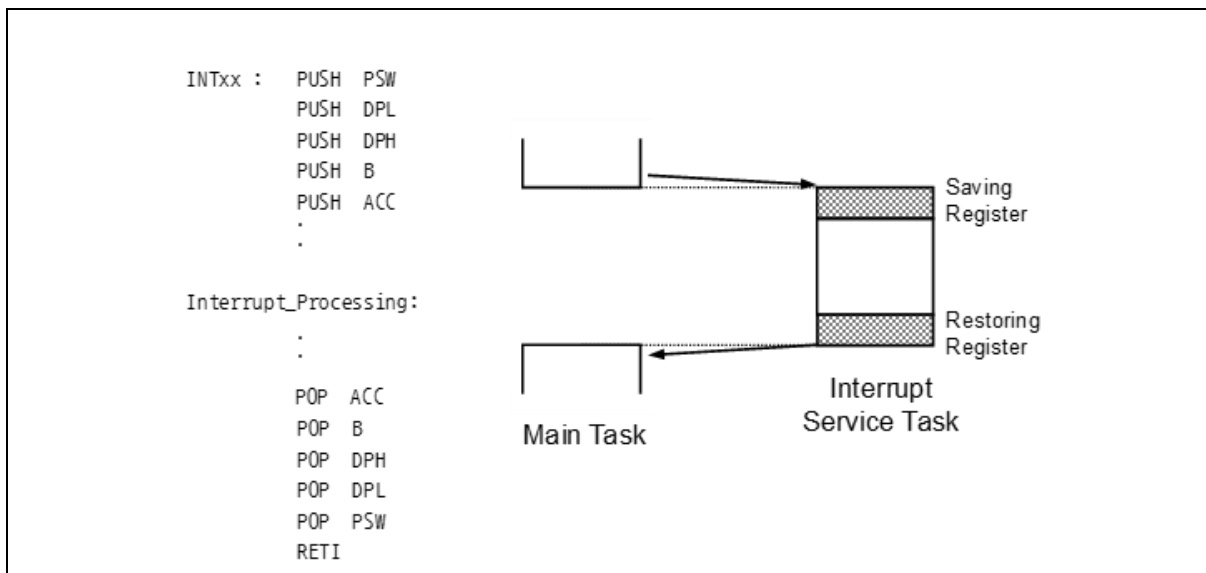 INTxx : PUSH PSW
PUSH DPL
PUSH DPH
PUSH B
PUSH ACC
:
Interrupt_Processing:
:
POP ACC
POP B
POP DPH
POP DPL
POP PSW
RETI
Main Task
Saving
Register
Restoring
Register
Interrupt
Service Task